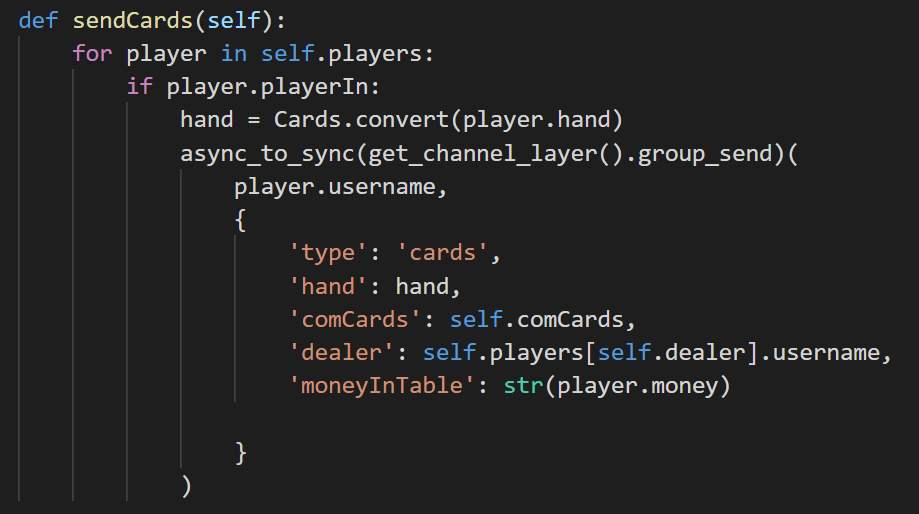 def sendCards(self):
    for player in self.players:
        if player.playerIn:
            hand = Cards.convert(player.hand)
            async_to_sync(get_channel_layer().group_send)(
                player.username,
                {
                    'type': 'cards',
                    'hand': hand,
                    'comCards': self.comCards,
                    'dealer': self.players[self.dealer].username,
                    'moneyInTable': str(player.money)
                }
            )